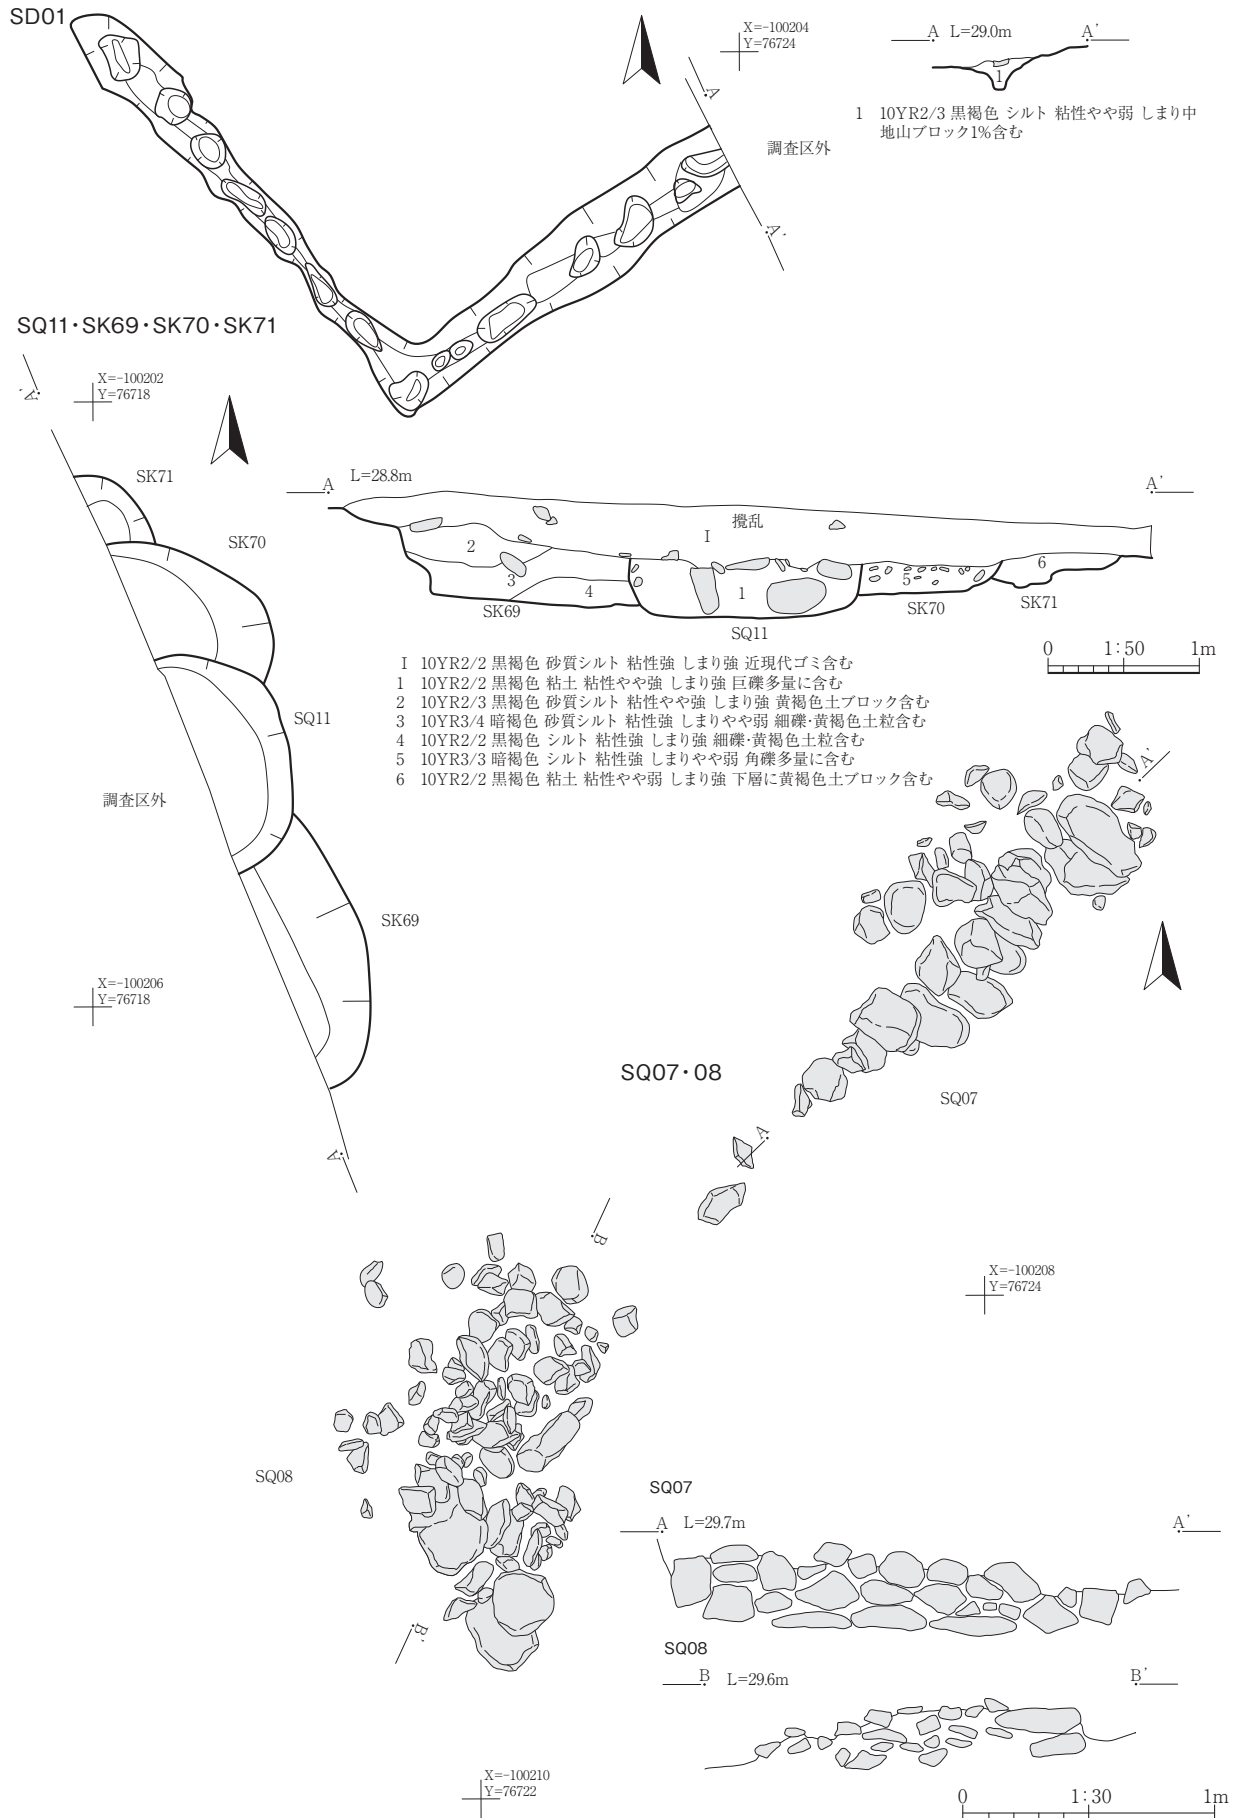 SD01
X=-100204
Y=76724
A L=29.0m A'
1
1 10YR2/3 黒褐色 シルト 粘性やや弱 しまり中
地山ブロック1%含む
A
調査区外
A'
SQ11・SK69・SK70・SK71
A'
X=-100202
Y=76718
SK71
SK70
SQ11
調査区外
SK69
X=-100206
Y=76718
A
A L=28.8m A'
攪乱
I
2
3
4
1
5
6
SK69
SQ11
SK70
SK71
0 1:50 1m
I 10YR2/2 黒褐色 砂質シルト 粘性強 しまり強 近現代ゴミ含む
1 10YR2/2 黒褐色 粘土 粘性やや強 しまり強 巨礫多量に含む
2 10YR2/3 黒褐色 砂質シルト 粘性やや強 しまり強 黄褐色土ブロック含む
3 10YR3/4 暗褐色 砂質シルト 粘性強 しまりやや弱 細礫・黄褐色土粒含む
4 10YR2/2 黒褐色 シルト 粘性強 しまり強 細礫・黄褐色土粒含む
5 10YR3/3 暗褐色 シルト 粘性強 しまりやや弱 角礫多量に含む
6 10YR2/2 黒褐色 粘土 粘性やや弱 しまり強 下層に黄褐色土ブロック含む
SQ07・08
A'
SQ07
A
B
X=-100208
Y=76724
SQ08
B'
SQ07
A L=29.7m A'
SQ08
B L=29.6m B'
X=-100210
Y=76722
0 1:30 1m